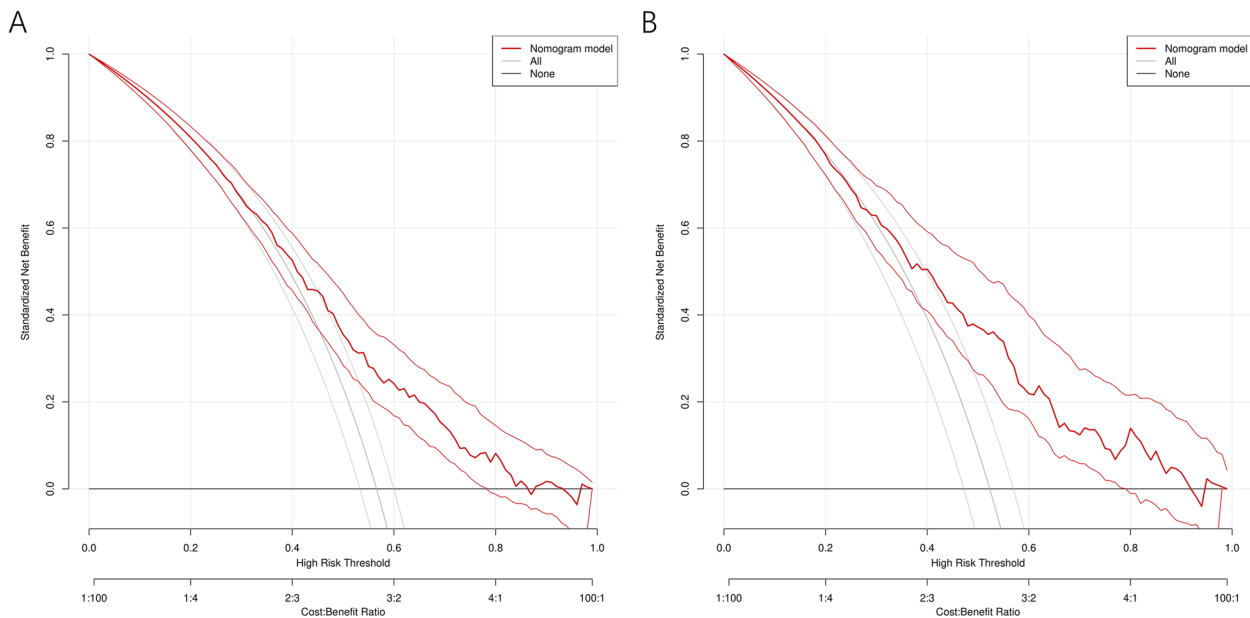 A
B
Nomogram model
All
None
Nomogram model
All
None
1.0
0.8
0.6
0.4
0.2
0.0
Standardized Net Benefit
1.0
0.8
0.6
0.4
0.2
0.0
Standardized Net Benefit
0.0 0.2 0.4 0.6 0.8 1.0
High Risk Threshold
1:100 1:4 2:3 3:2 4:1 100:1
Cost:Benefit Ratio
0.0 0.2 0.4 0.6 0.8 1.0
High Risk Threshold
1:100 1:4 2:3 3:2 4:1 100:1
Cost:Benefit Ratio